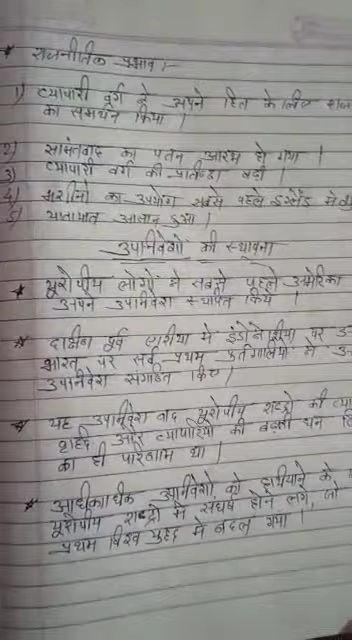 * राजनीतिक प्रभाव :-
1) व्यापारी वर्ग ने अपने हित के लिए
का समर्थन किया ।
2) सामंतवाद का पतन आरंभ हो गया ।
3) व्यापारी वर्ग की प्रतिष्ठा बढ़ी ।
4) मशीनों का उपयोग सबसे पहले इंग्लैंड में
5) यातायात आसान हुआ ।
उपनिवेशों की स्थापना
* यूरोपीय लोगों ने सबसे पहले अमेरिका
अपने उपनिवेश स्थापित किये ।
* दक्षिण पूर्व एशिया में इंडोनेशिया पर
भारत पर सर्व प्रथम पुर्तगालियों ने
उपनिवेश संगठित किए ।
* यह उपनिवेश वाद यूरोपीय राष्ट्रों की
और व्यापारियों की बढ़ती धन
का ही परिणाम था ।
* अधिकाधिक उपनिवेशों को हथियाने के
यूरोपीय राष्ट्रों में संघर्ष होने लगे, जो
प्रथम विश्व युद्ध में बदल गया ।